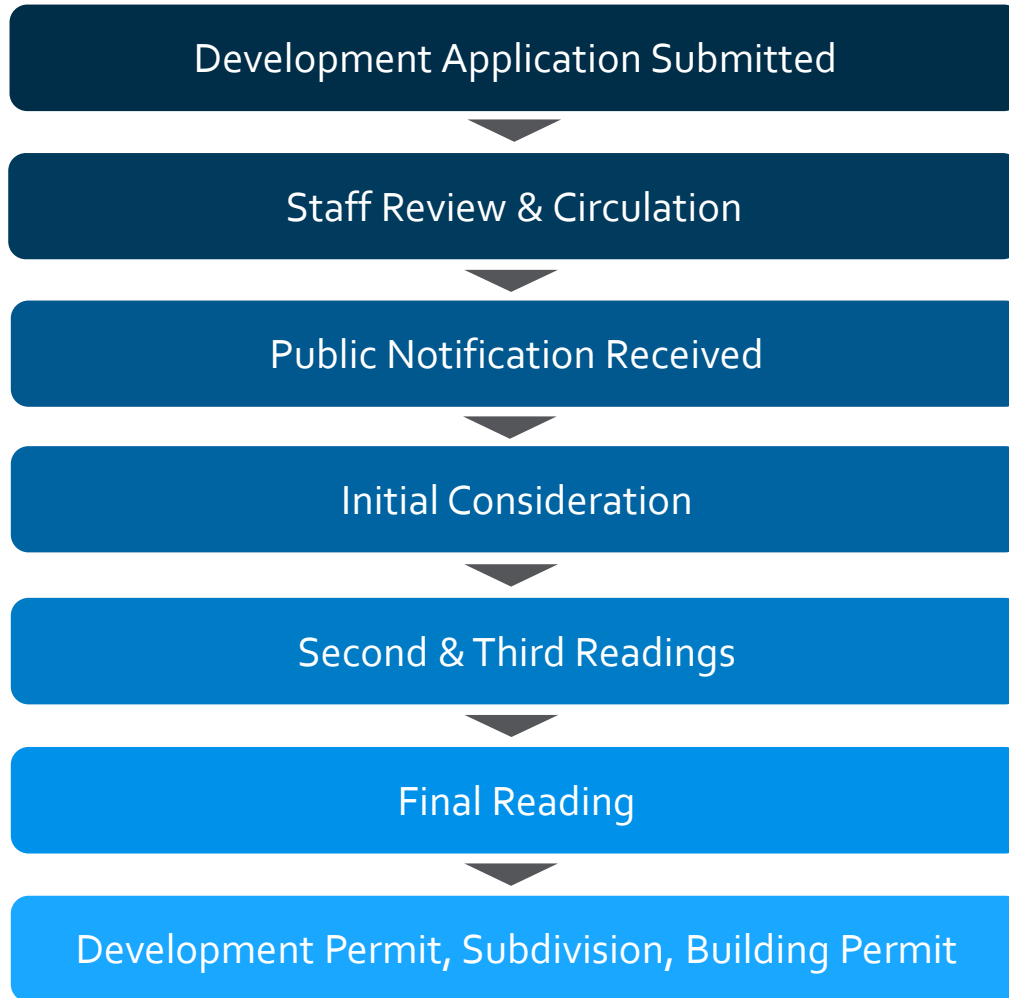 Development Application Submitted
Staff Review & Circulation
Public Notification Received
Initial Consideration
Second & Third Readings
Final Reading
Development Permit, Subdivision, Building Permit